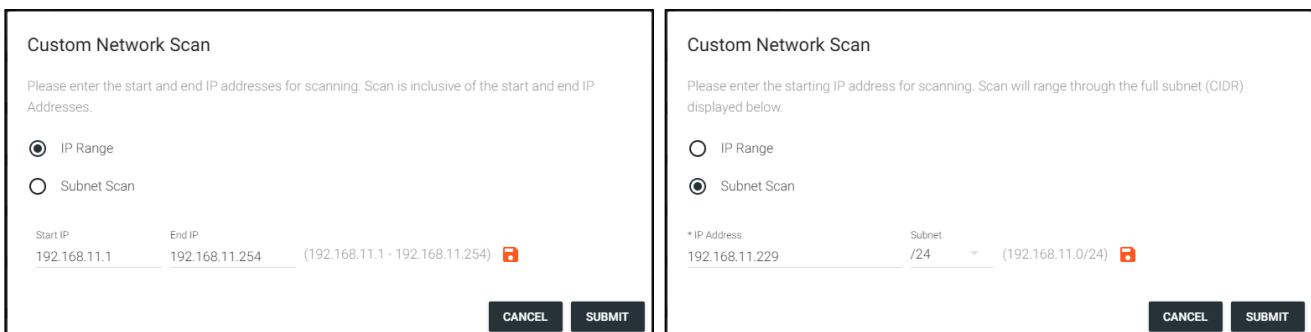 Custom Network Scan
Please enter the start and end IP addresses for scanning. Scan is inclusive of the start and end IP
Addresses.
IP Range
Subnet Scan
Start IP
End IP
192.168.11.1
192.168.11.254
(192.168.11.1 - 192.168.11.254)
CANCEL
SUBMIT
Custom Network Scan
Please enter the starting IP address for scanning. Scan will range through the full subnet (CIDR)
displayed below.
IP Range
Subnet Scan
* IP Address
Subnet
192.168.11.229
/24
(192.168.11.0/24)
CANCEL
SUBMIT